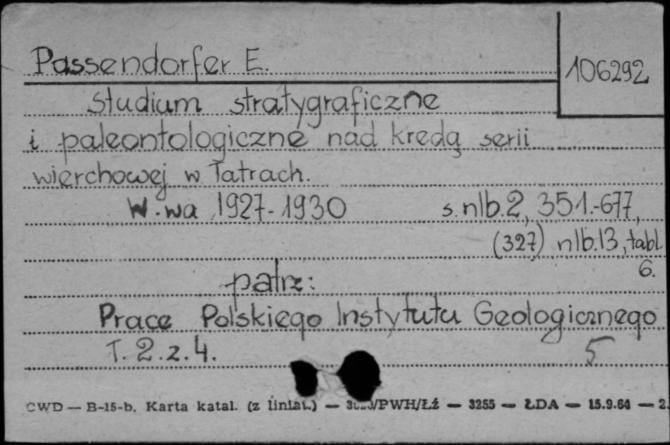 Passendorfer E.
106292
Studium stratygraficzne
i paleontologiczne nad kredą serii
wierchowej w Tatrach.
W-wa 1927-1930 s. nlb. 2, 351.-677,
(327) nlb. 13, tabl
6.
patrz:
Prace Polskiego Instytutu Geologicznego
T. 2. z. 4. 5
CWD — B-15-b. Karta katal. (z liniat.) — /PWH/Łż — 3255 — ŁDA — 15.9.64 — 2